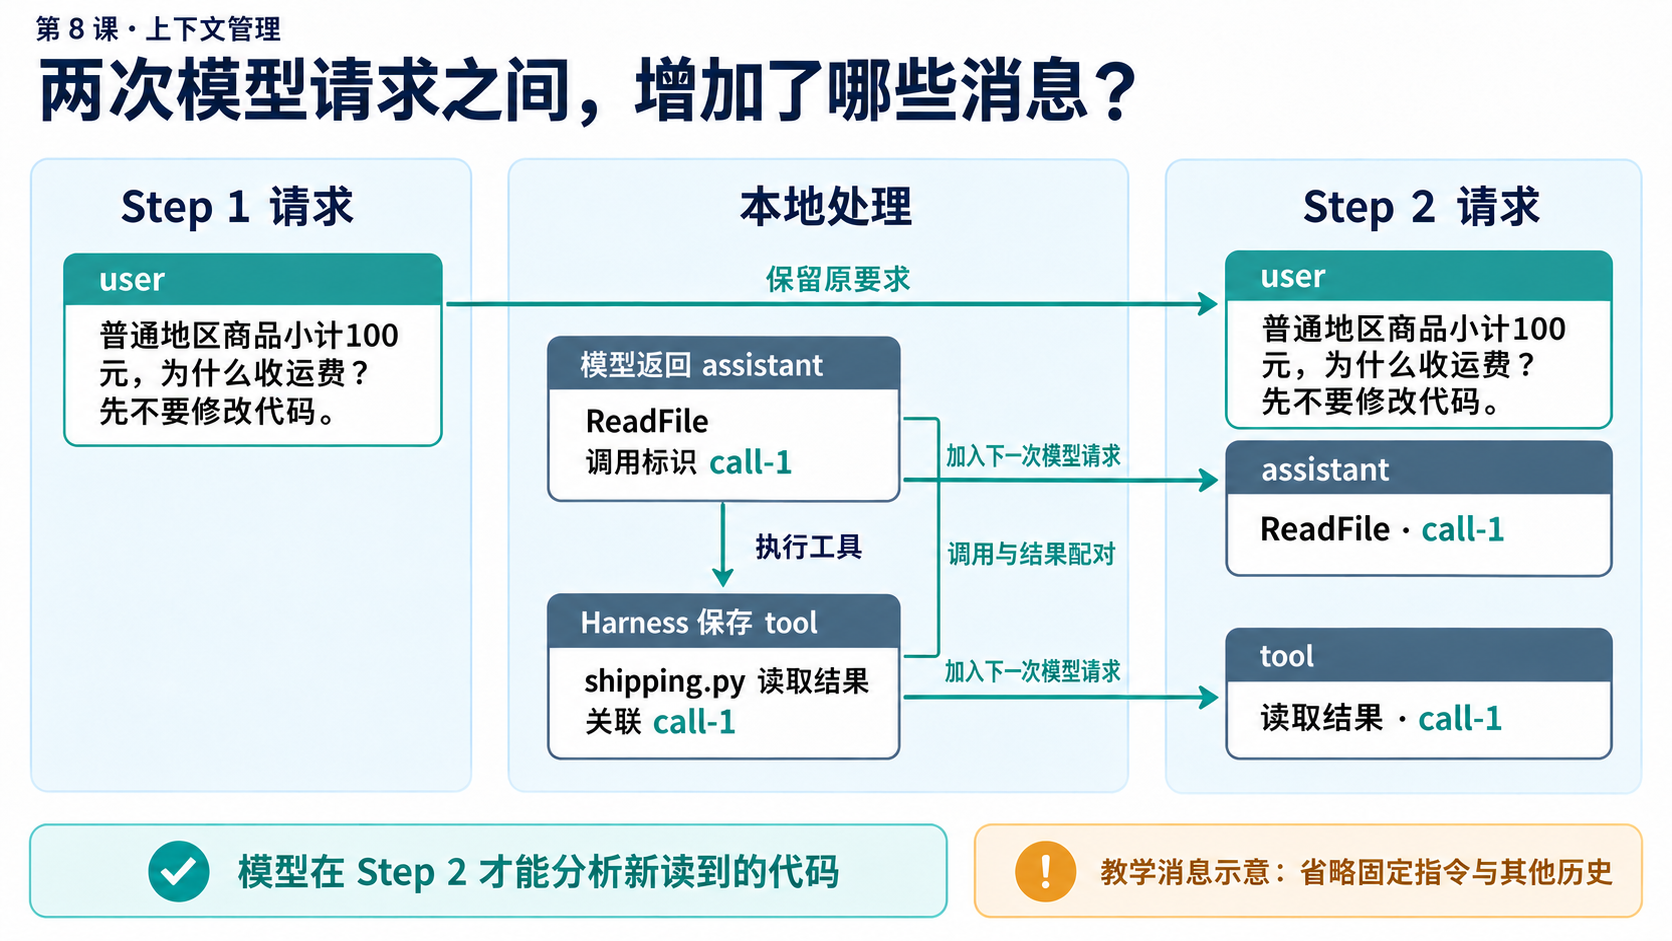 第 8 课 · 上下文管理
两次模型请求之间，增加了哪些消息？
Step 1 请求
user
普通地区商品小计100
元，为什么收运费？
先不要修改代码。
本地处理
保留原要求
模型返回 assistant
ReadFile
调用标识 call-1
加入下一次模型请求
执行工具
调用与结果配对
Harness 保存 tool
shipping.py 读取结果
关联 call-1
加入下一次模型请求
Step 2 请求
user
普通地区商品小计100
元，为什么收运费？
先不要修改代码。
assistant
ReadFile · call-1
tool
读取结果 · call-1
模型在 Step 2 才能分析新读到的代码
教学消息示意：省略固定指令与其他历史